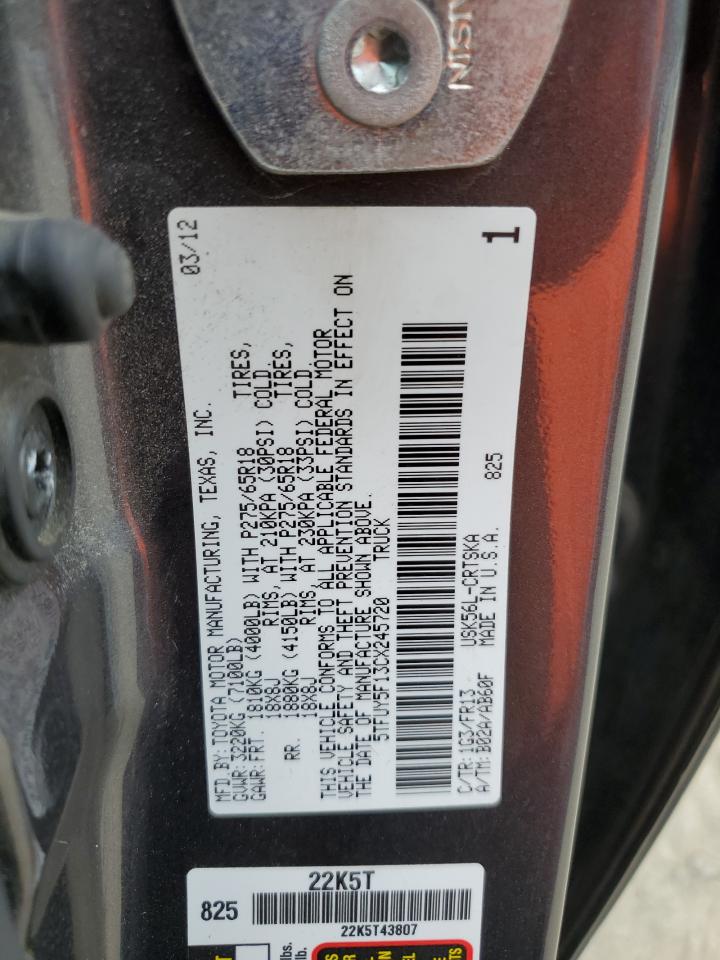 NISIN
MFD BY: TOYOTA MOTOR MANUFACTURING, TEXAS, INC. 03/12
GVWR: 3220KG (7100LB)
GAWR: FRT. 1810KG (4000LB) WITH P275/65R18 TIRES,
18X8J RIMS, AT 210KPA (30PSI) COLD.
RR. 1880KG (4150LB) WITH P275/65R18 TIRES,
18X8J RIMS, AT 230KPA (33PSI) COLD.
THIS VEHICLE CONFORMS TO ALL APPLICABLE FEDERAL MOTOR
VEHICLE SAFETY AND THEFT PREVENTION STANDARDS IN EFFECT ON
THE DATE OF MANUFACTURE SHOWN ABOVE.
5TFJY5F13CX245720 TRUCK
C/TR: 1G3/FR13 USK56L-CRTSKA 825
A/TM: B02A/AB60F MADE IN U.S.A. 1
22K5T
825
22K5T43807
lbs.
lb.